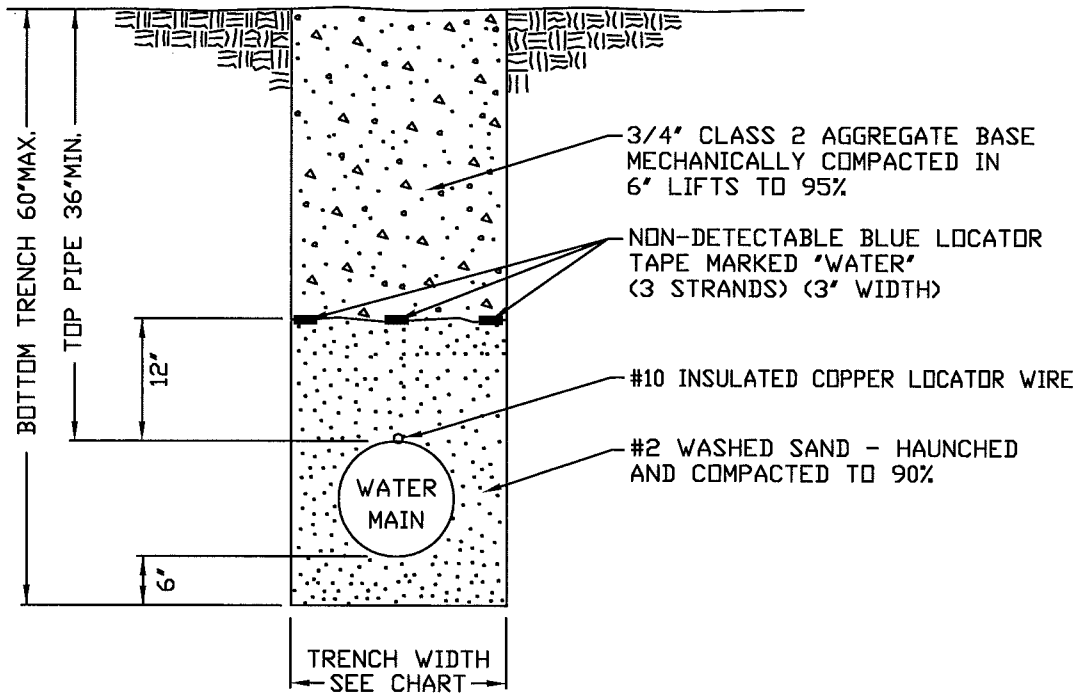 BOTTOM TRENCH 60"MAX.
TOP PIPE 36"MIN.
12"
6"
3/4" CLASS 2 AGGREGATE BASE
MECHANICALLY COMPACTED IN
6" LIFTS TO 95%
NON-DETECTABLE BLUE LOCATOR
TAPE MARKED "WATER"
(3 STRANDS) (3" WIDTH)
#10 INSULATED COPPER LOCATOR WIRE
#2 WASHED SAND - HAUNCHED
AND COMPACTED TO 90%
WATER
MAIN
TRENCH WIDTH
SEE CHART